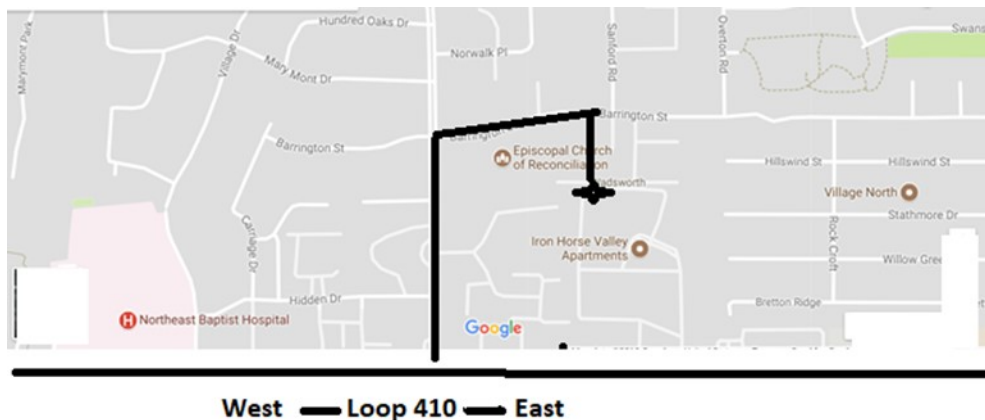 Hundred Oaks Dr
Marymont Park
Village Dr
Mary Mont Dr
Norwalk Pl
Sanford Rd
Overton Rd
Swans
Barrington St
Barrington
Barrington St
Episcopal Church
of Reconciliation
Hillswind St
Hillswind St
adsworth
Village North
Stathmore Dr
Carriage Dr
Iron Horse Valley
Apartments
Rock Croft
Willow Gree
Hidden Dr
Bretton Ridge
Northeast Baptist Hospital
Google
West Loop 410 East